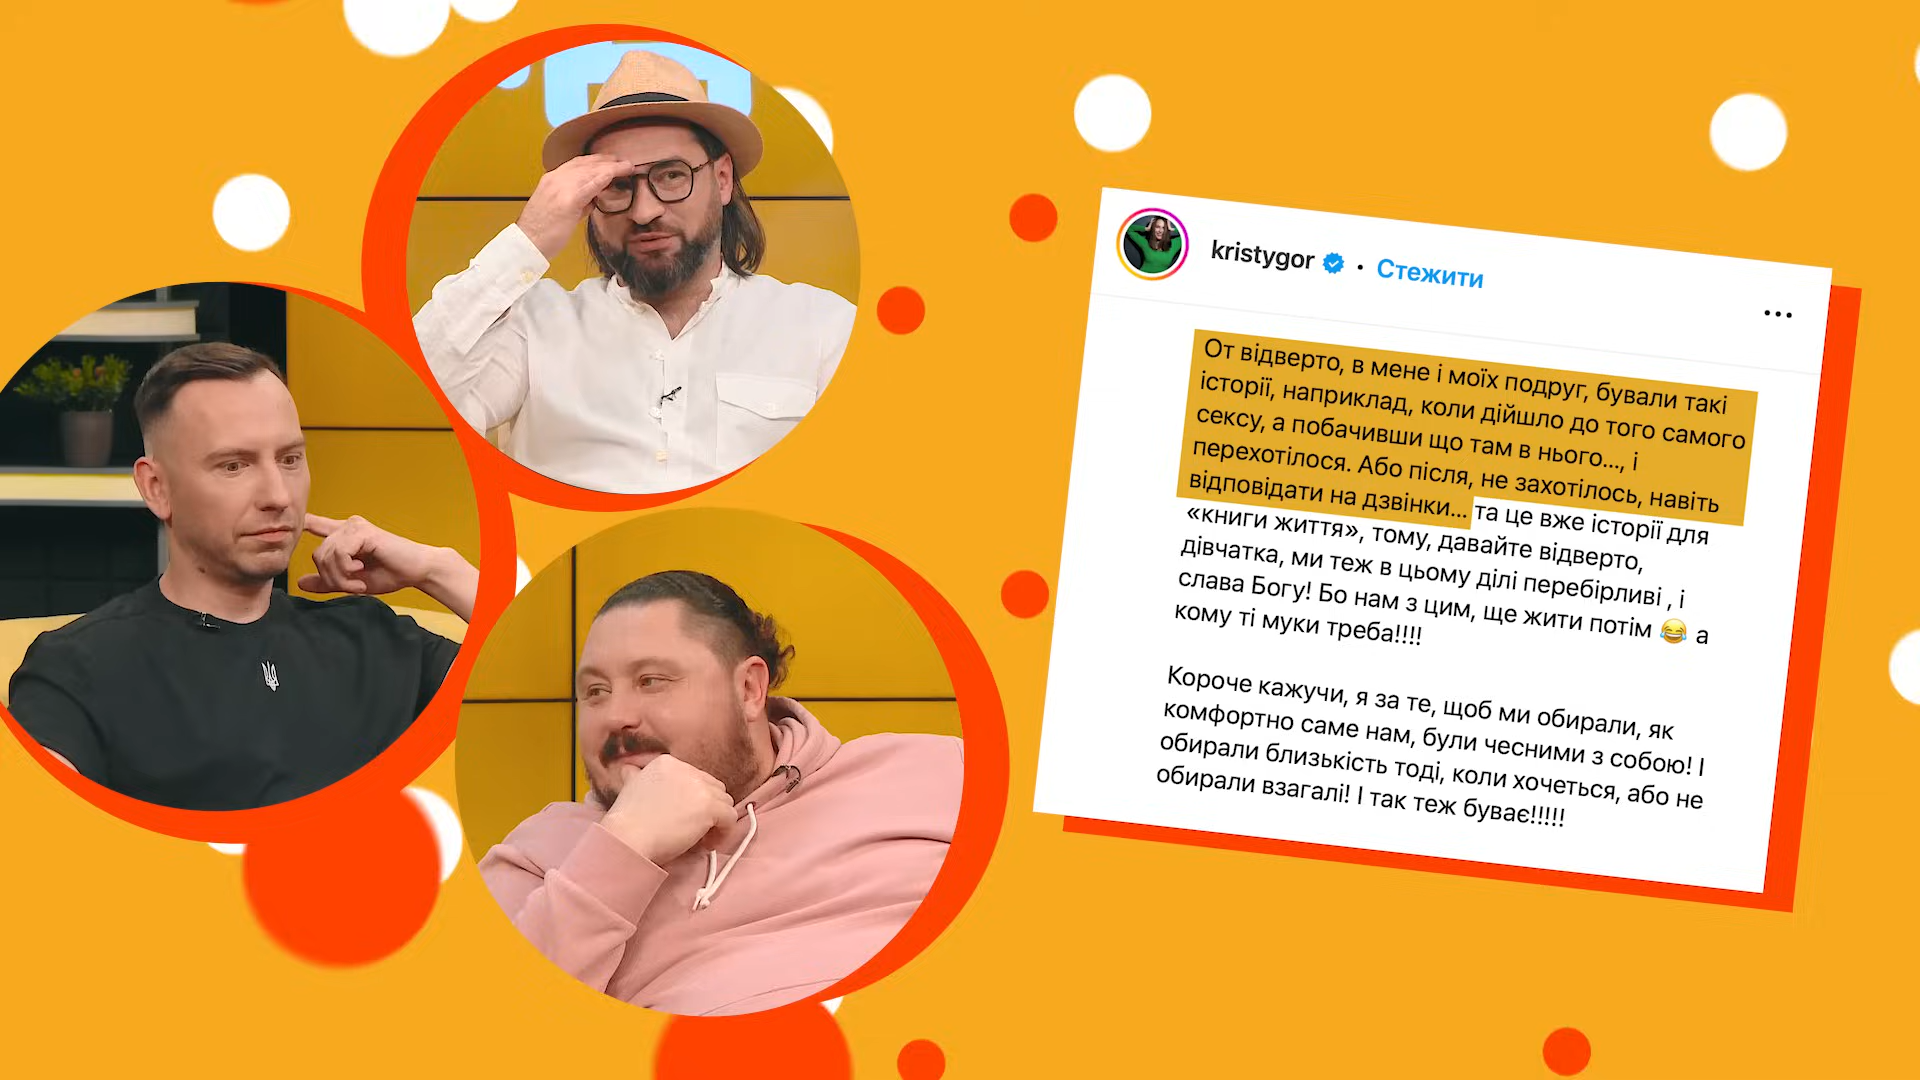 kristygor • Стежити
От відверто, в мене і моїх подруг, бували такі
історії, наприклад, коли дійшло до того самого
сексу, а побачивши що там в нього..., і
перехотілося. Або після, не захотілось, навіть
відповідати на дзвінки... та це вже історії для
«книги життя», тому, давайте відверто,
дівчатка, ми теж в цьому ділі перебірливі , і
слава Богу! Бо нам з цим, ще жити потім 😂 а
кому ті муки треба!!!!
Короче кажучи, я за те, щоб ми обирали, як
комфортно саме нам, були чесними з собою! І
обирали близькість тоді, коли хочеться, або не
обирали взагалі! І так теж буває!!!!!